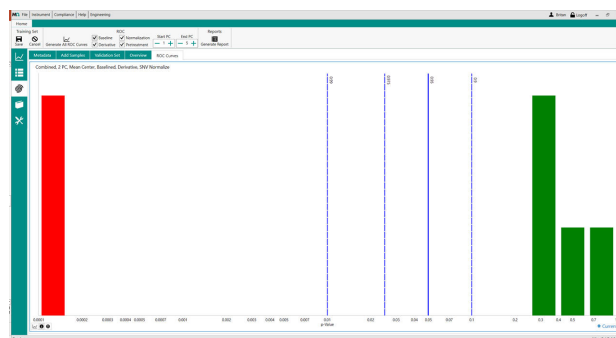 File Instrument Compliance Help Engineering
Logoff
Home
Training Set
ROC
Reports
Save Cancel Generate All ROC Curves
Baseline Normalization
Derivative Pretreatment
Start PC End PC
1 5
Generate Report
Metadata Add Samples Validation Set Overview ROC Curves
Combined, 2 PC, Mean Center, Baselined, Derivative, SNV Normalize
0.0001 0.0002 0.0003 0.0004 0.0005 0.0007 0.001 0.002 0.003 0.004 0.005 0.007 0.01 0.02 0.03 0.04 0.05 0.07 0.1 0.2 0.3 0.4 0.5 0.7
p-Value